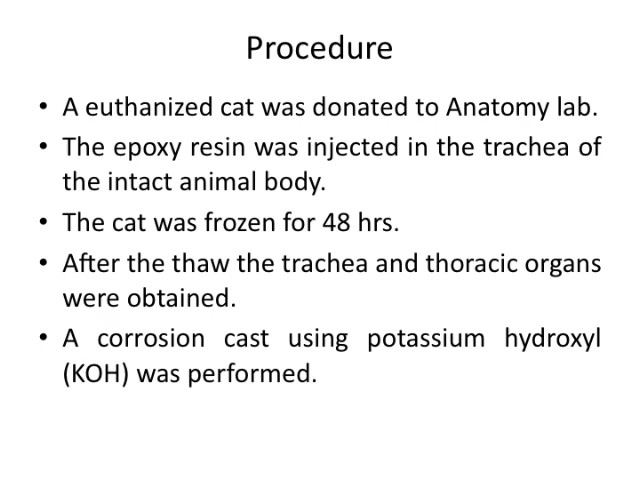 Procedure
• A euthanized cat was donated to Anatomy lab.
• The epoxy resin was injected in the trachea of
the intact animal body.
• The cat was frozen for 48 hrs.
• After the thaw the trachea and thoracic organs
were obtained.
• A corrosion cast using potassium hydroxyl
(KOH) was performed.